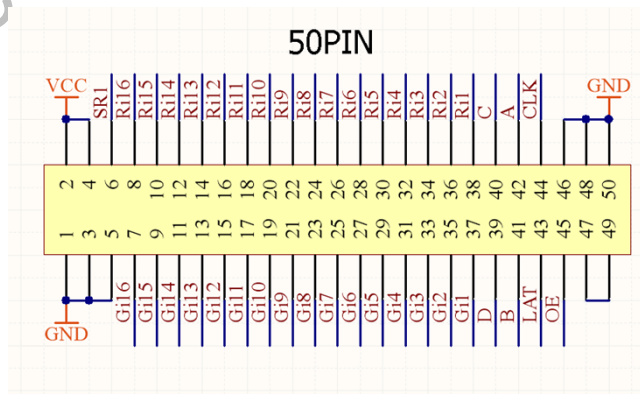 50PIN
VCC
GND
SR1 Ri16 Ri15 Ri14 Ri13 Ri12 Ri11 Ri10 Ri9 Ri8 Ri7 Ri6 Ri5 Ri4 Ri3 Ri2 Ri1 C A CLK
2 4 6 8 10 12 14 16 18 20 22 24 26 28 30 32 34 36 38 40 42 44 46 48 50
1 3 5 7 9 11 13 15 17 19 21 23 25 27 29 31 33 35 37 39 41 43 45 47 49
Gi16 Gi15 Gi14 Gi13 Gi12 Gi11 Gi10 Gi9 Gi8 Gi7 Gi6 Gi5 Gi4 Gi3 Gi2 Gi1 D B LAT OE
GND